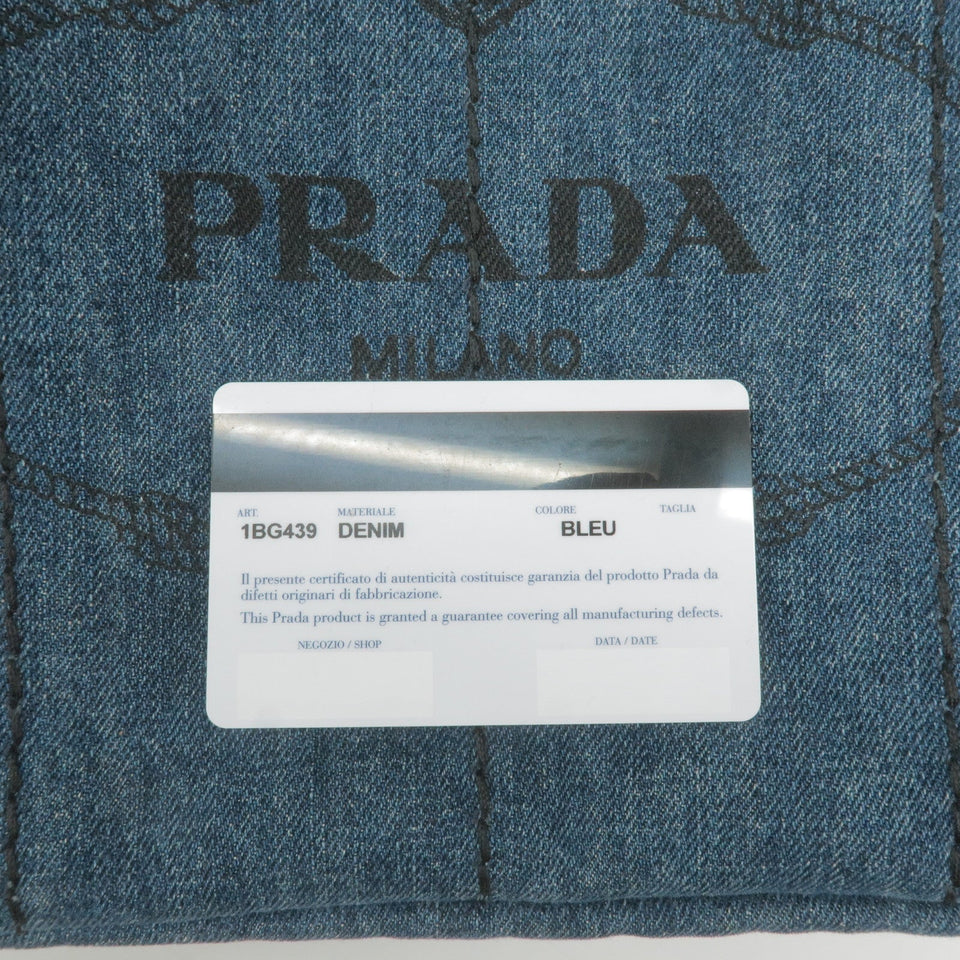 PRADA
MILANO
ART. MATERIALE COLORE TAGLIA
1BG439 DENIM BLEU
Il presente certificato di autenticità costituisce garanzia del prodotto Prada da
difetti originari di fabbricazione.
This Prada product is granted a guarantee covering all manufacturing defects.
NEGOZIO / SHOP DATA / DATE